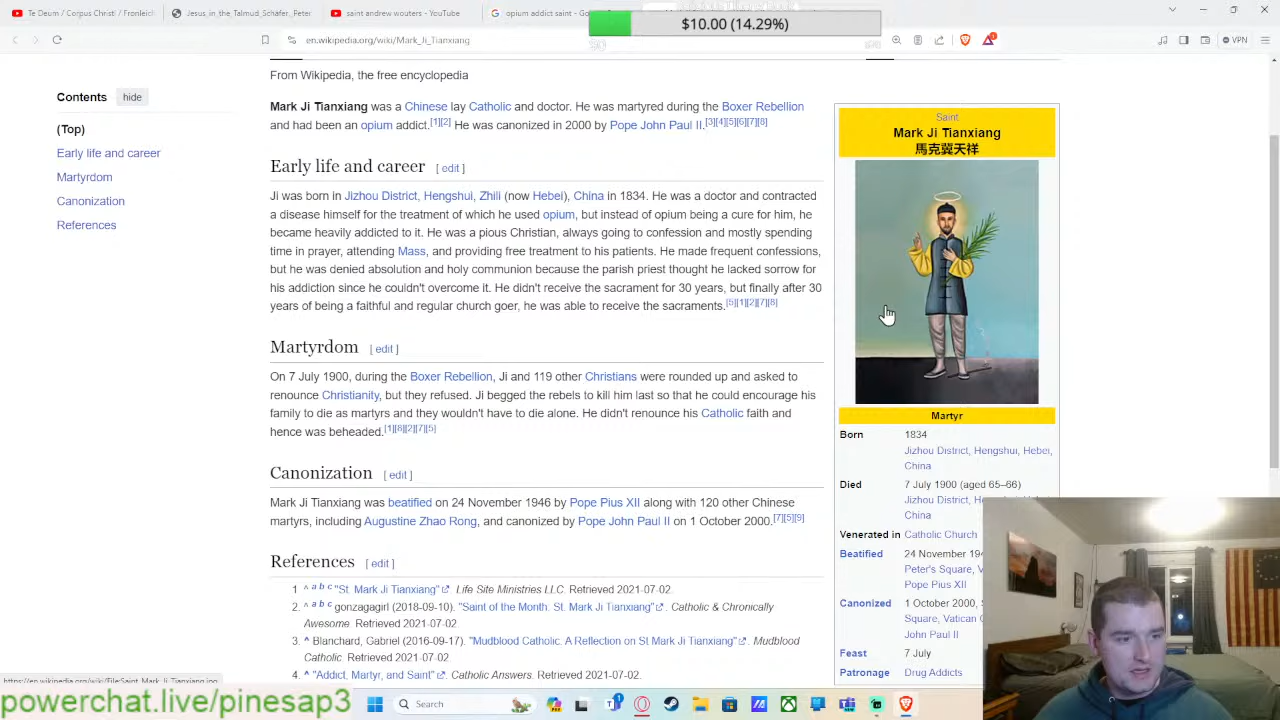 Te Deum / Church / Fronleich
Jesus_in_the_Talmud_Schäfer_Peter
saint andrew wouters - YouTube
opium addict saint - Go
$10.00 (14.29%)
en.wikipedia.org/wiki/Mark_Ji_Tianxiang
VPN
From Wikipedia, the free encyclopedia
Contents hide
(Top)
Early life and career
Martyrdom
Canonization
References
Mark Ji Tianxiang was a Chinese lay Catholic and doctor. He was martyred during the Boxer Rebellion
and had been an opium addict.[1][2] He was canonized in 2000 by Pope John Paul II.[3][4][5][6][7][8]
Early life and career [ edit ]
Ji was born in Jizhou District, Hengshui, Zhili (now Hebei), China in 1834. He was a doctor and contracted
a disease himself for the treatment of which he used opium, but instead of opium being a cure for him, he
became heavily addicted to it. He was a pious Christian, always going to confession and mostly spending
time in prayer, attending Mass, and providing free treatment to his patients. He made frequent confessions,
but he was denied absolution and holy communion because the parish priest thought he lacked sorrow for
his addiction since he couldn't overcome it. He didn't receive the sacrament for 30 years, but finally after 30
years of being a faithful and regular church goer, he was able to receive the sacraments.[5][1][2][7][8]
Martyrdom [ edit ]
On 7 July 1900, during the Boxer Rebellion, Ji and 119 other Christians were rounded up and asked to
renounce Christianity, but they refused. Ji begged the rebels to kill him last so that he could encourage his
family to die as martyrs and they wouldn't have to die alone. He didn't renounce his Catholic faith and
hence was beheaded.[1][8][2][7][5]
Canonization [ edit ]
Mark Ji Tianxiang was beatified on 24 November 1946 by Pope Pius XII along with 120 other Chinese
martyrs, including Augustine Zhao Rong, and canonized by Pope John Paul II on 1 October 2000.[7][5][9]
References [ edit ]
1. ^ a b c "St. Mark Ji Tianxiang". Life Site Ministries LLC. Retrieved 2021-07-02.
2. ^ a b c gonzagagirl (2018-09-10). "Saint of the Month: St. Mark Ji Tianxiang". Catholic & Chronically
Awesome. Retrieved 2021-07-02.
3. ^ Blanchard, Gabriel (2016-09-17). "Mudblood Catholic: A Reflection on St Mark Ji Tianxiang". Mudblood
Catholic. Retrieved 2021-07-02.
4. ^ "Addict, Martyr, and Saint". Catholic Answers. Retrieved 2021-07-02.
Saint
Mark Ji Tianxiang
馬克冀天祥
Martyr
Born 1834
Jizhou District, Hengshui, Hebei,
China
Died 7 July 1900 (aged 65–66)
Jizhou District, He
China
Venerated in Catholic Church
Beatified 24 November 194
Peter's Square, V
Pope Pius XII
Canonized 1 October 2000, S
Square, Vatican C
John Paul II
Feast 7 July
Patronage Drug Addicts
powerchat.live/pinesap3
Search